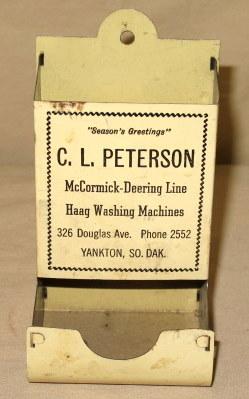 "Season's Greetings"
C. L. PETERSON
McCormick-Deering Line
Haag Washing Machines
326 Douglas Ave. Phone 2552
YANKTON, SO. DAK.